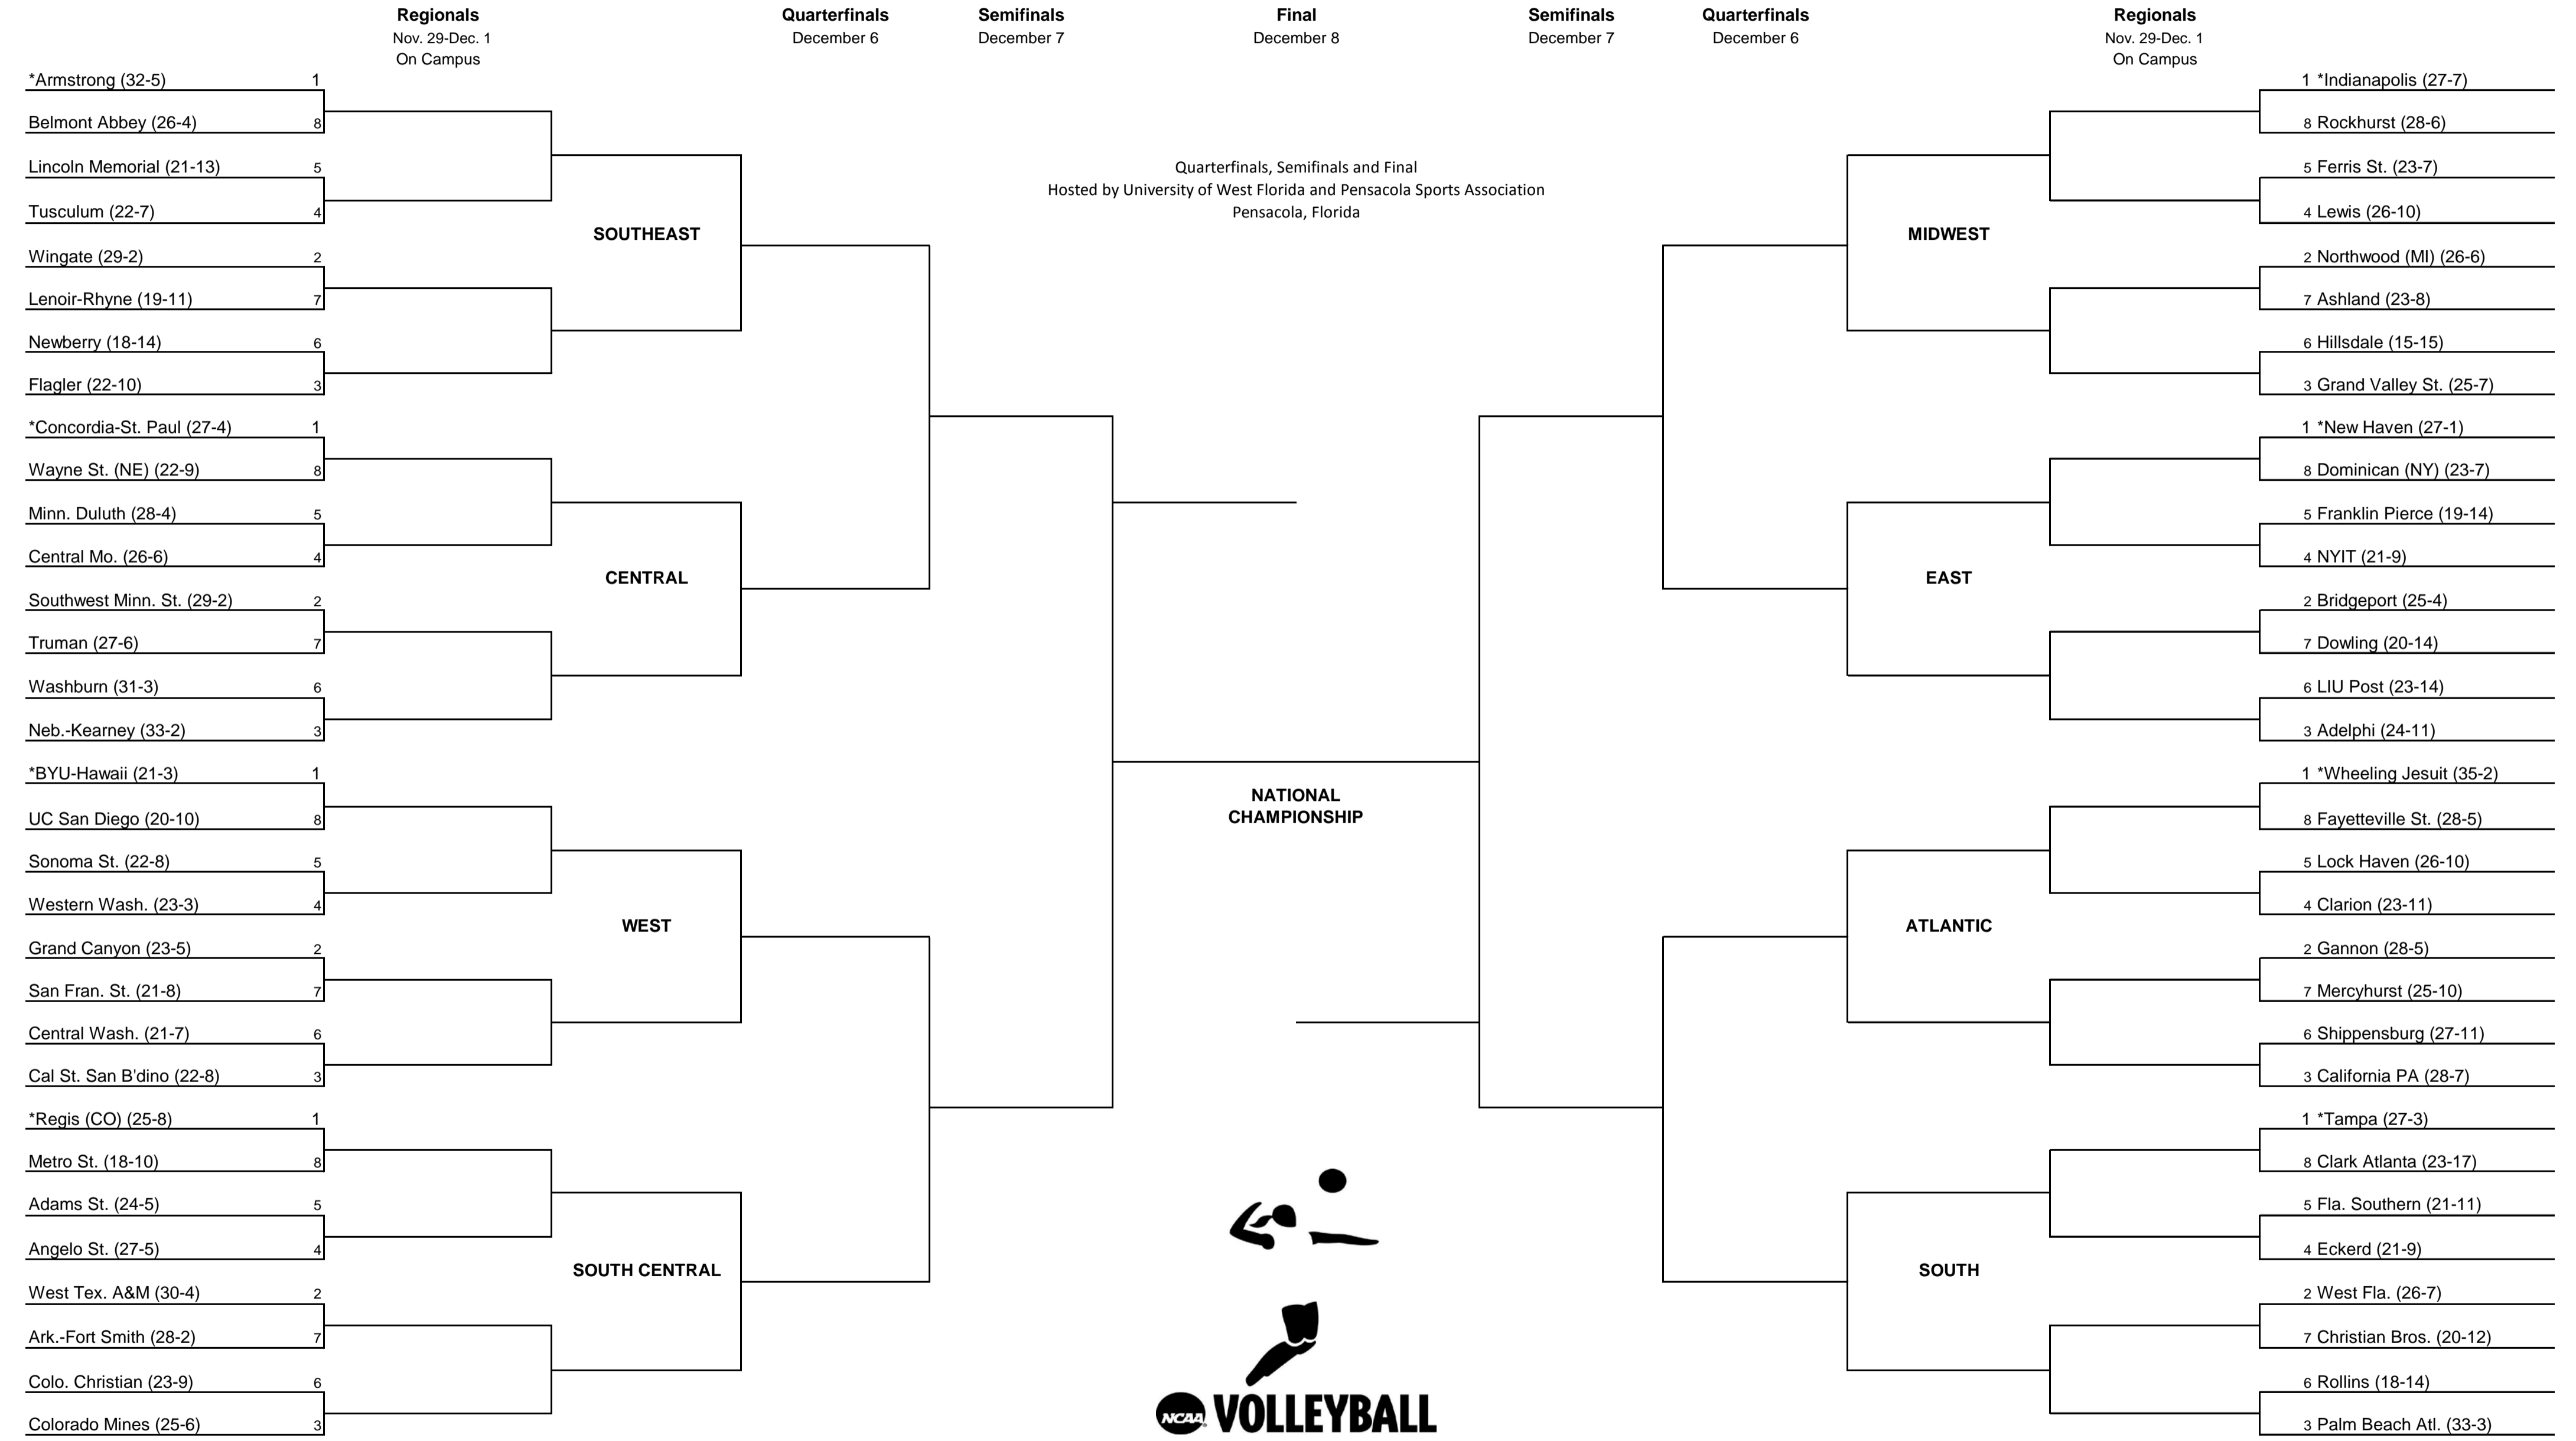 Regionals
Nov. 29-Dec. 1
On Campus
Quarterfinals
December 6
Semifinals
December 7
Final
December 8
Semifinals
December 7
Quarterfinals
December 6
Regionals
Nov. 29-Dec. 1
On Campus
*Armstrong (32-5) 1
Belmont Abbey (26-4) 8
Lincoln Memorial (21-13) 5
Tusculum (22-7) 4
SOUTHEAST
Wingate (29-2) 2
Lenoir-Rhyne (19-11) 7
Newberry (18-14) 6
Flagler (22-10) 3
*Concordia-St. Paul (27-4) 1
Wayne St. (NE) (22-9) 8
Minn. Duluth (28-4) 5
Central Mo. (26-6) 4
CENTRAL
Southwest Minn. St. (29-2) 2
Truman (27-6) 7
Washburn (31-3) 6
Neb.-Kearney (33-2) 3
*BYU-Hawaii (21-3) 1
UC San Diego (20-10) 8
Sonoma St. (22-8) 5
Western Wash. (23-3) 4
WEST
Grand Canyon (23-5) 2
San Fran. St. (21-8) 7
Central Wash. (21-7) 6
Cal St. San B'dino (22-8) 3
*Regis (CO) (25-8) 1
Metro St. (18-10) 8
Adams St. (24-5) 5
Angelo St. (27-5) 4
SOUTH CENTRAL
West Tex. A&M (30-4) 2
Ark.-Fort Smith (28-2) 7
Colo. Christian (23-9) 6
Colorado Mines (25-6) 3
Quarterfinals, Semifinals and Final
Hosted by University of West Florida and Pensacola Sports Association
Pensacola, Florida
NATIONAL
CHAMPIONSHIP
NCAA VOLLEYBALL
1 *Indianapolis (27-7)
8 Rockhurst (28-6)
5 Ferris St. (23-7)
4 Lewis (26-10)
MIDWEST
2 Northwood (MI) (26-6)
7 Ashland (23-8)
6 Hillsdale (15-15)
3 Grand Valley St. (25-7)
1 *New Haven (27-1)
8 Dominican (NY) (23-7)
5 Franklin Pierce (19-14)
4 NYIT (21-9)
EAST
2 Bridgeport (25-4)
7 Dowling (20-14)
6 LIU Post (23-14)
3 Adelphi (24-11)
1 *Wheeling Jesuit (35-2)
8 Fayetteville St. (28-5)
5 Lock Haven (26-10)
4 Clarion (23-11)
ATLANTIC
2 Gannon (28-5)
7 Mercyhurst (25-10)
6 Shippensburg (27-11)
3 California PA (28-7)
1 *Tampa (27-3)
8 Clark Atlanta (23-17)
5 Fla. Southern (21-11)
4 Eckerd (21-9)
SOUTH
2 West Fla. (26-7)
7 Christian Bros. (20-12)
6 Rollins (18-14)
3 Palm Beach Atl. (33-3)